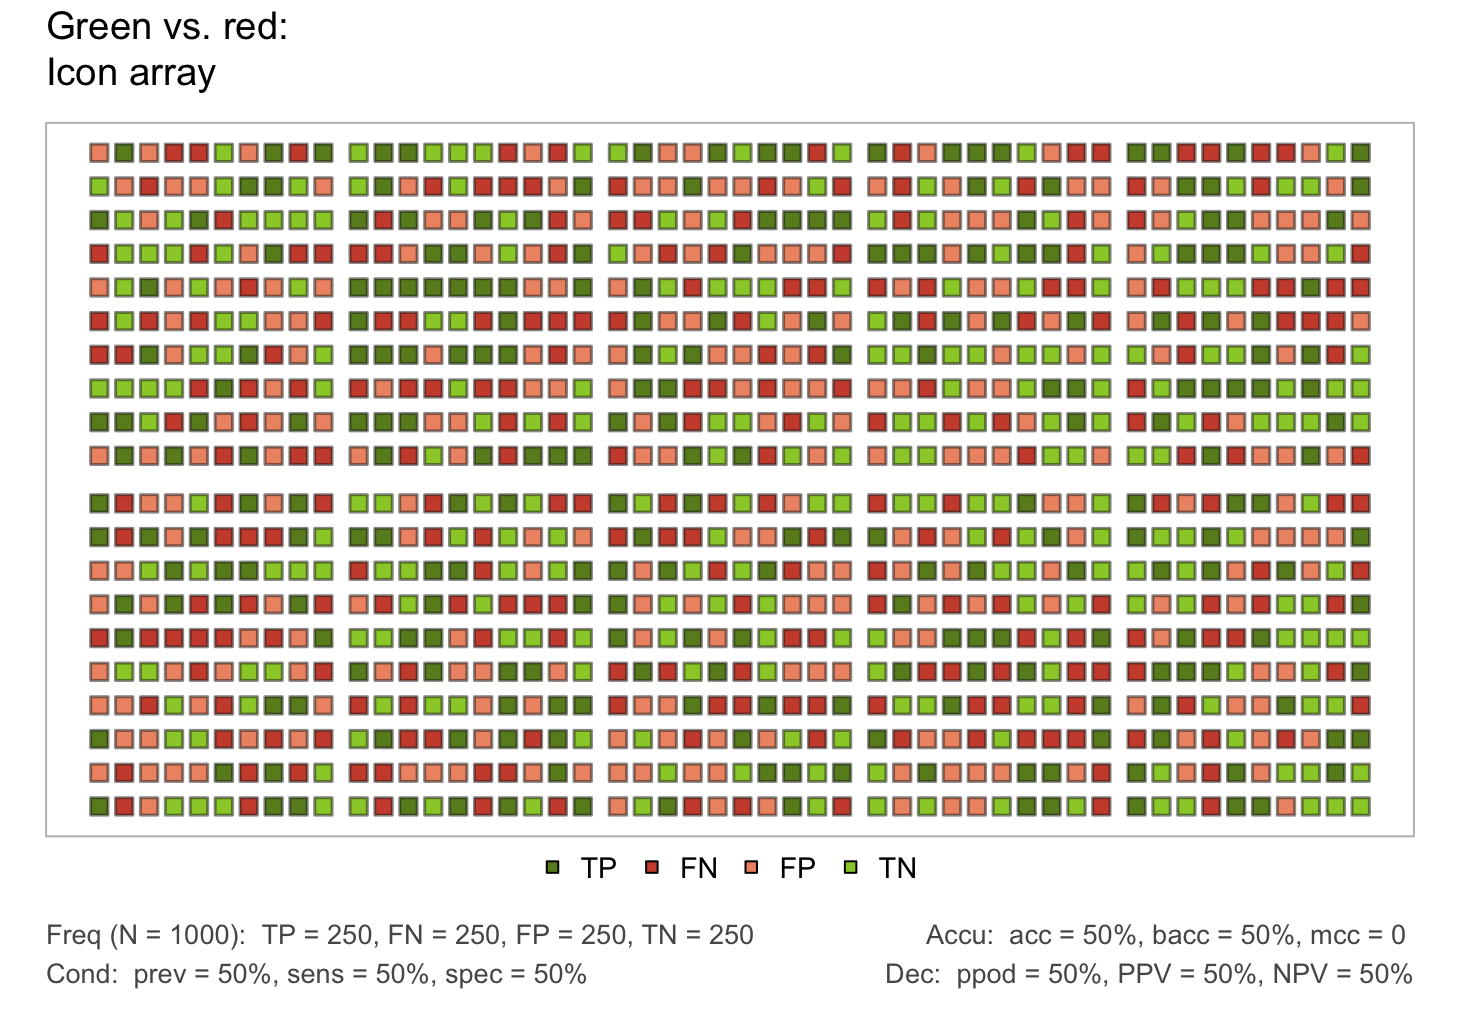 Green vs. red:
Icon array
TP FN FP TN
Freq (N = 1000): TP = 250, FN = 250, FP = 250, TN = 250
Accu: acc = 50%, bacc = 50%, mcc = 0
Cond: prev = 50%, sens = 50%, spec = 50%
Dec: ppod = 50%, PPV = 50%, NPV = 50%